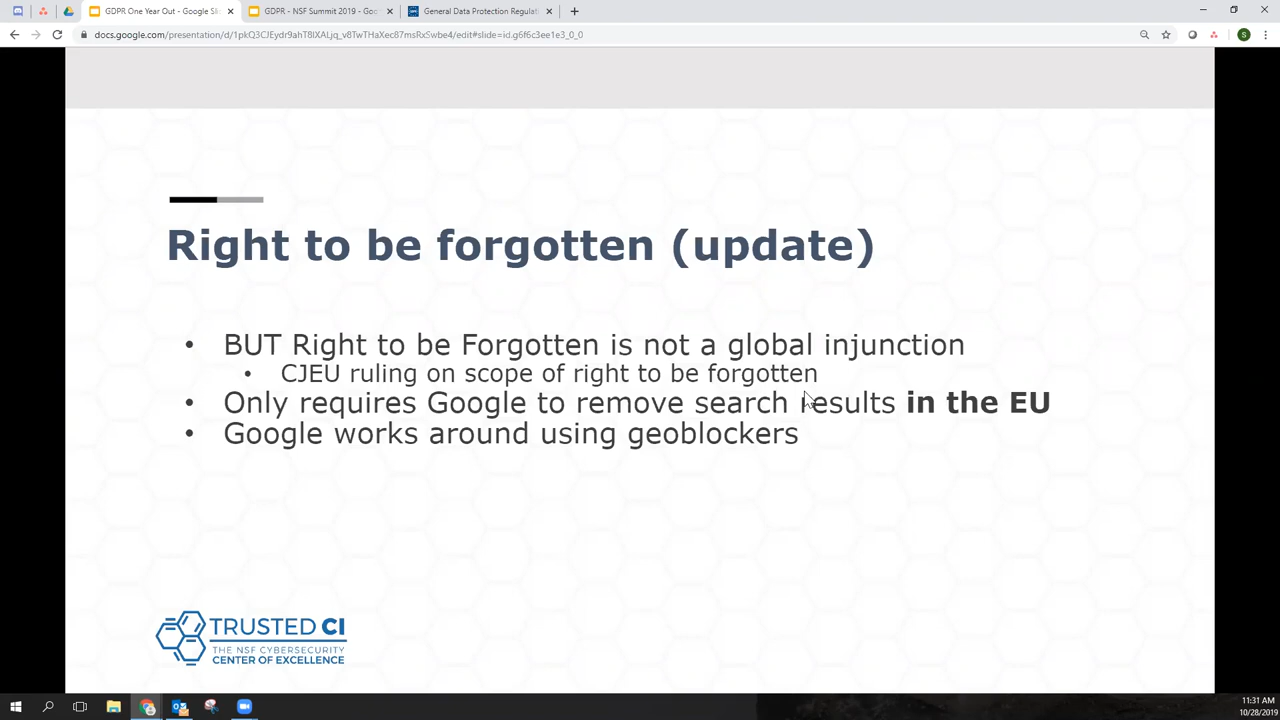 GDPR One Year Out - Google Sli
GDPR - NSF Summit 2019 - Goo
General Data Protection Regulati
docs.google.com/presentation/d/1pkQ3CJEydr9ahT8lXALjq_v8TwTHaXec87msRxSwbe4/edit#slide=id.g6f6c3ee1e3_0_0
S
Right to be forgotten (update)
• BUT Right to be Forgotten is not a global injunction
• CJEU ruling on scope of right to be forgotten
• Only requires Google to remove search results in the EU
• Google works around using geoblockers
TRUSTED CI
THE NSF CYBERSECURITY
CENTER OF EXCELLENCE
11:31 AM
10/28/2019